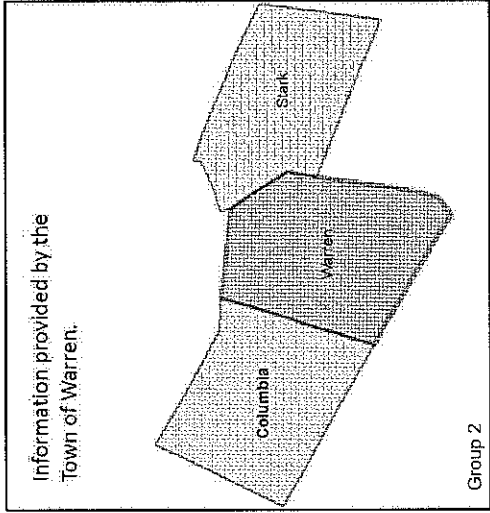 Information provided by the
Town of Warren.
Stark
Warren
Columbia
Group 2